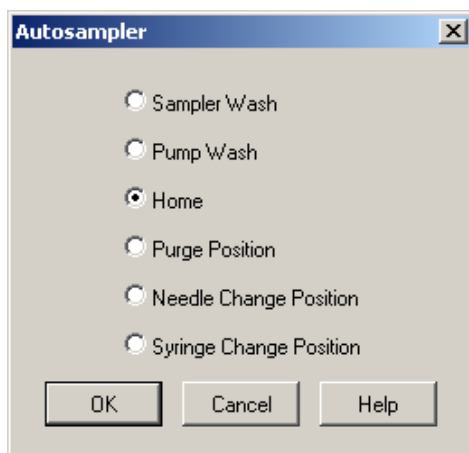 Autosampler
Sampler Wash
Pump Wash
Home
Purge Position
Needle Change Position
Syringe Change Position
OK Cancel Help